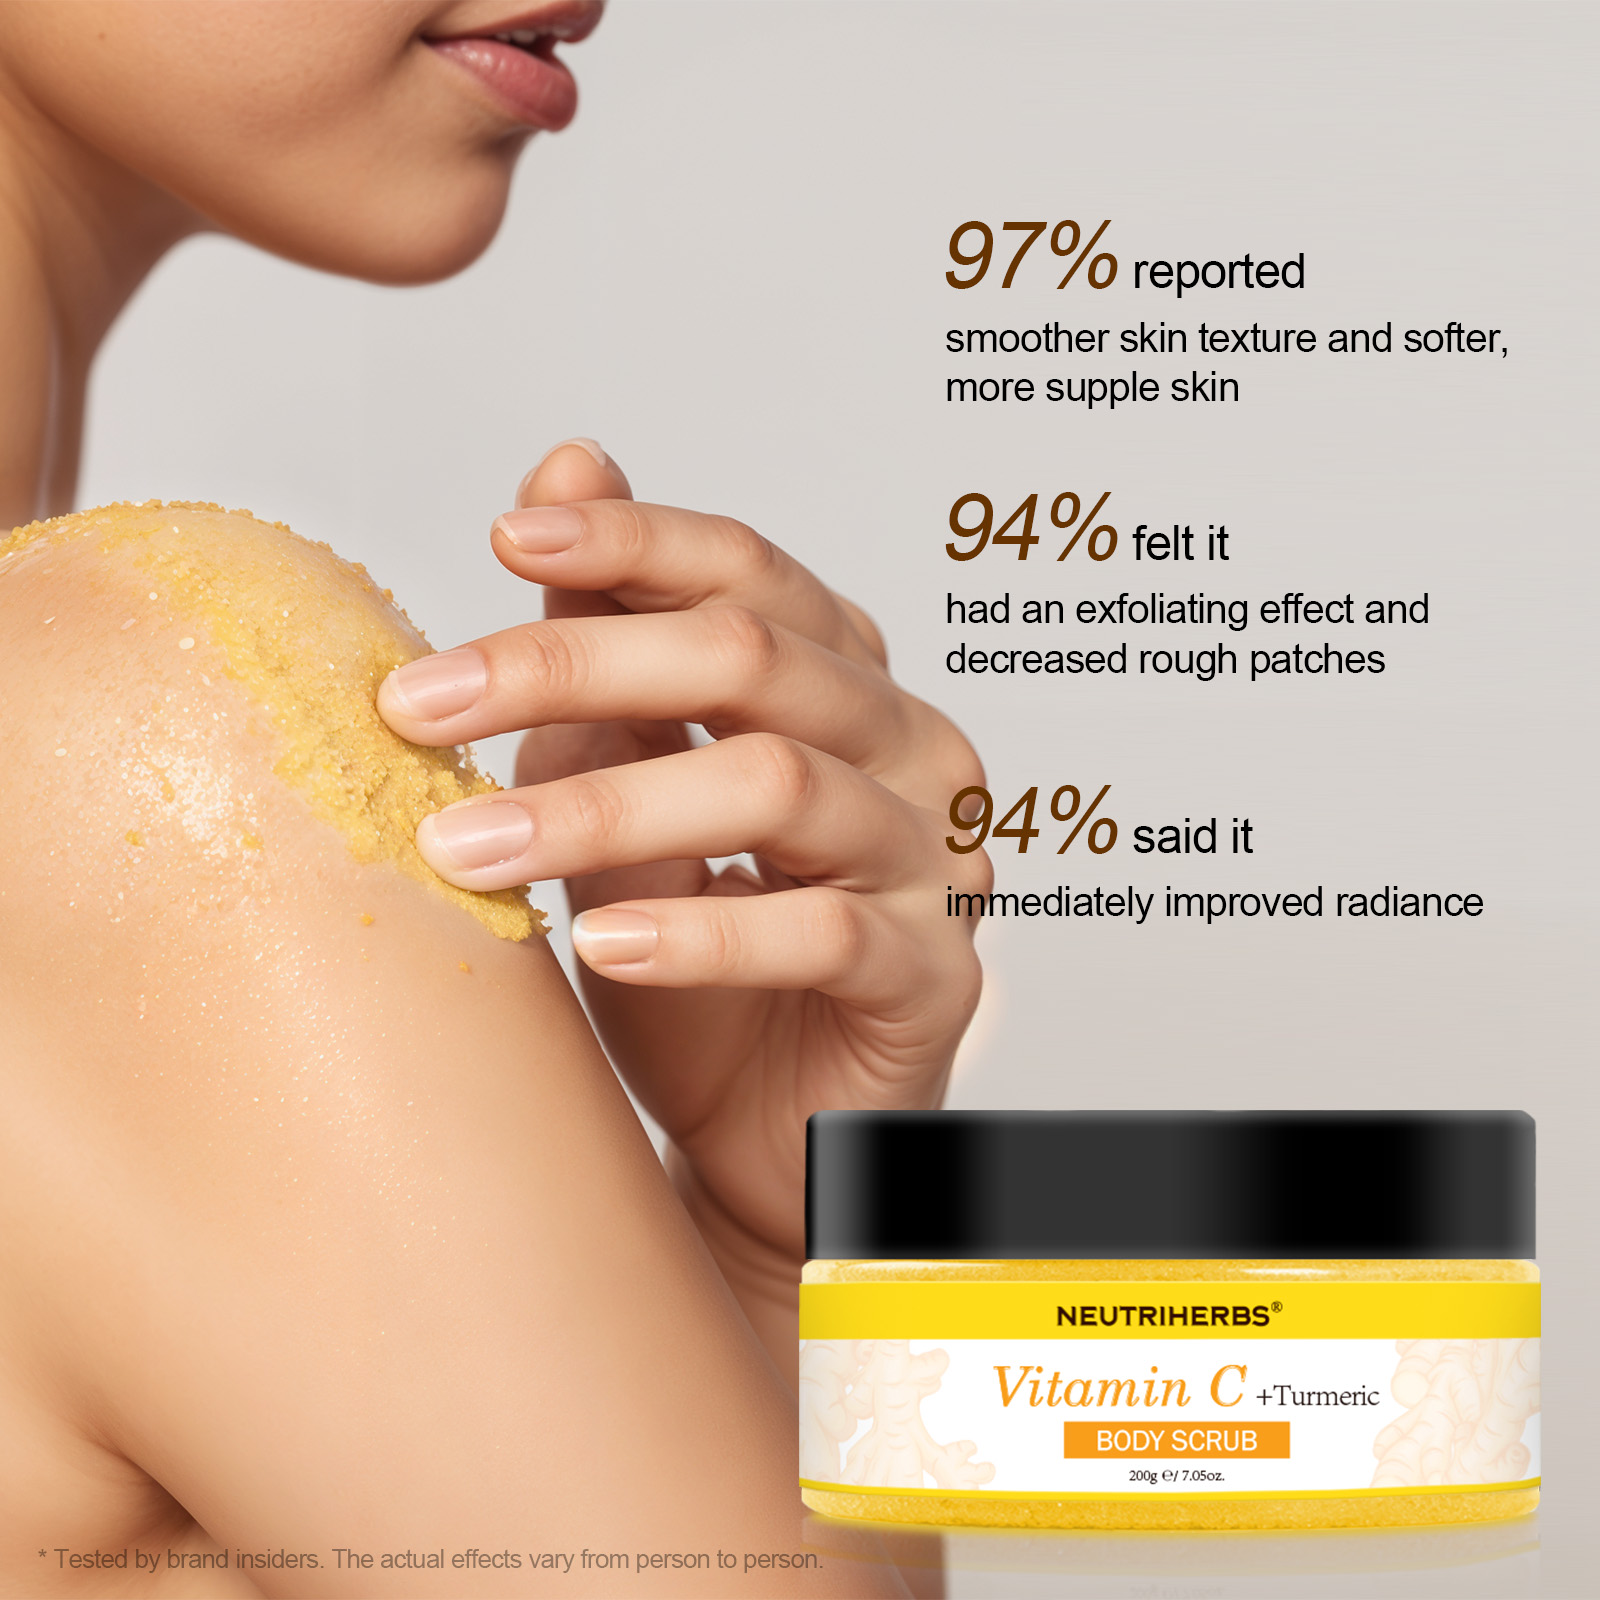 97% reported
smoother skin texture and softer,
more supple skin
94% felt it
had an exfoliating effect and
decreased rough patches
94% said it
immediately improved radiance
NEUTRIHERBS®
Vitamin C +Turmeric
BODY SCRUB
200g ℮/ 7.05oz.
* Tested by brand insiders. The actual effects vary from person to person.